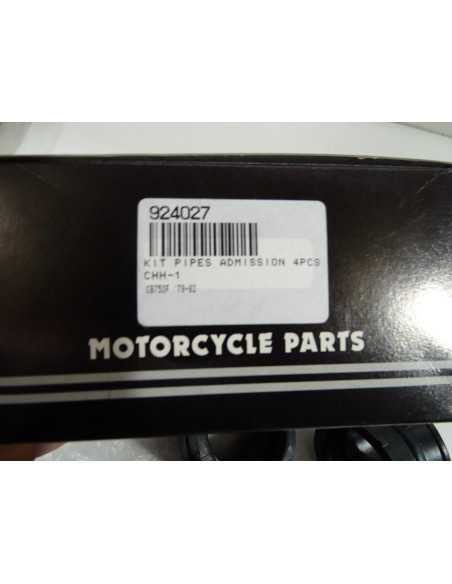 924027
KIT PIPES ADMISSION 4PCS
CHH-1
CB750F 79-82
MOTORCYCLE PARTS